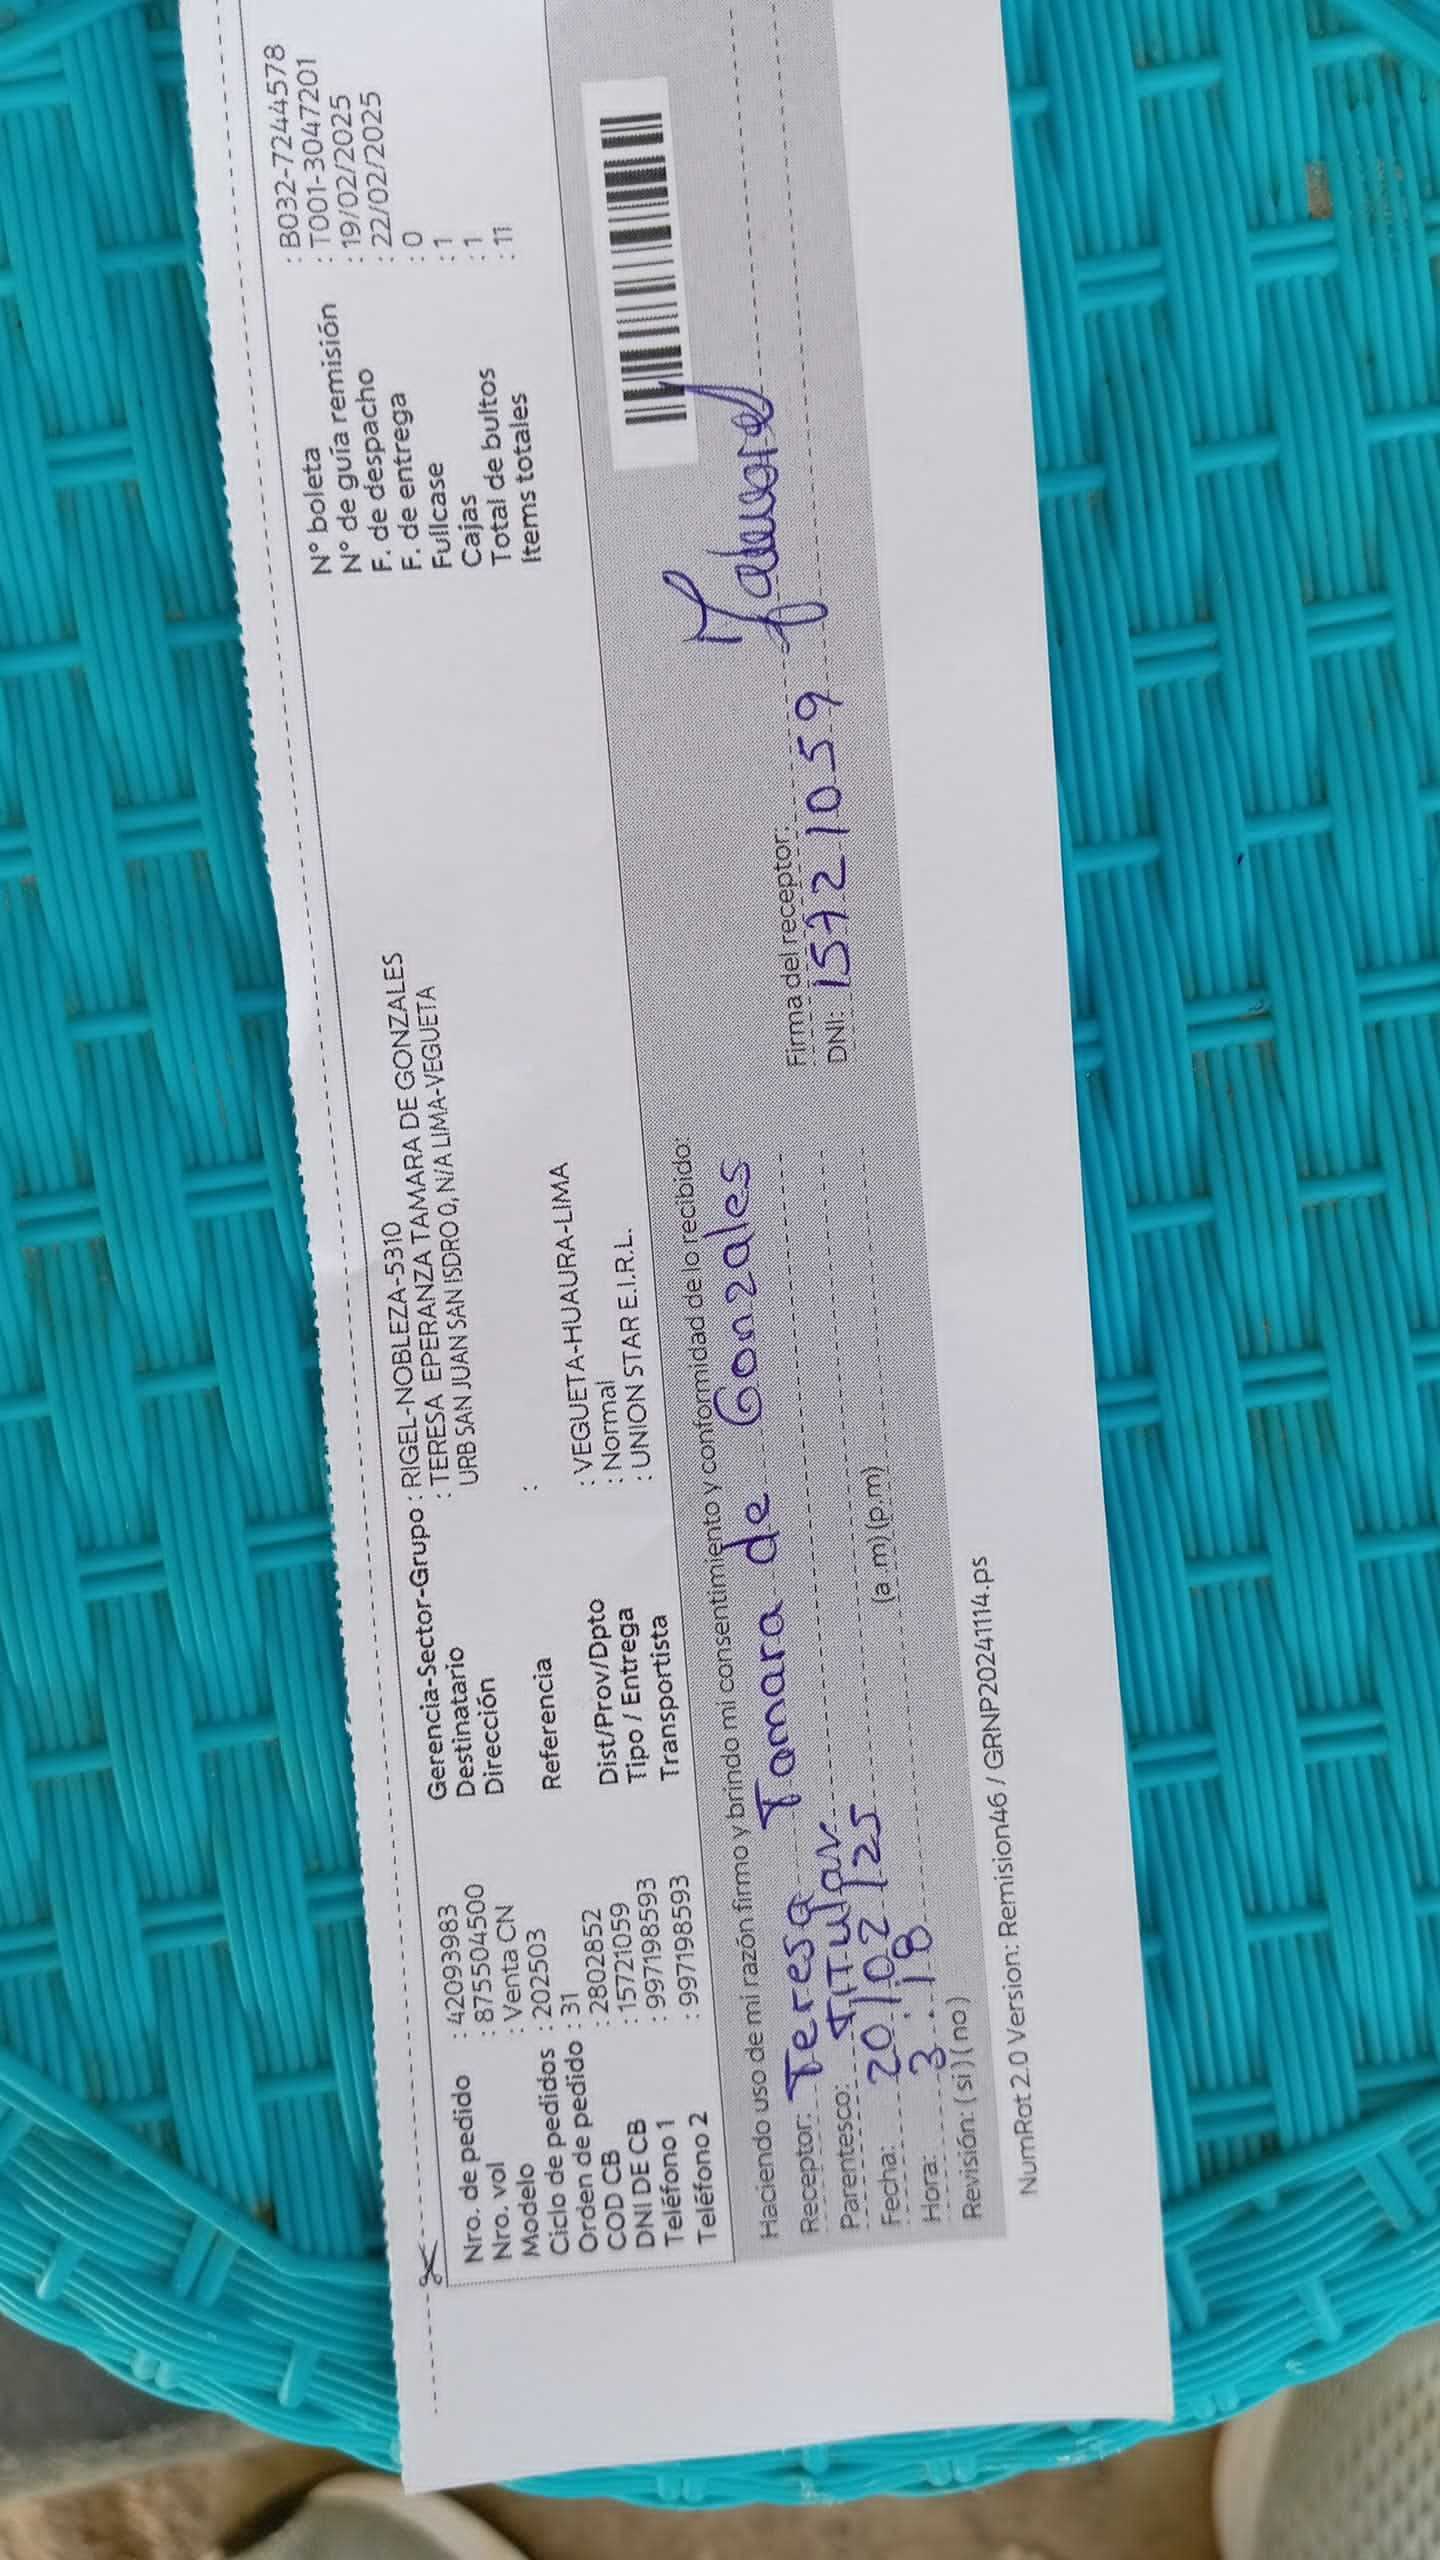 Nro. de pedido : 42093983
Nro. vol : 875504500
Modelo : Venta CN
Ciclo de pedidos : 202503
Orden de pedido : 31
COD CB : 2802852
DNI DE CB : 15721059
Teléfono 1 : 997198593
Teléfono 2 : 997198593
Gerencia-Sector-Grupo : RIGEL-NOBLEZA-5310
Destinatario : TERESA EPERANZA TAMARA DE GONZALES
Dirección URB SAN JUAN SAN ISDRO 0, N/A LIMA-VEGUETA
Referencia :
Dist/Prov/Dpto : VEGUETA-HUAURA-LIMA
Tipo / Entrega : Normal
Transportista : UNION STAR E.I.R.L.
N° boleta : B032-7244578
N° de guía remisión : T001-3047201
F. de despacho : 19/02/2025
F. de entrega : 22/02/2025
Fullcase : 0
Cajas : 1
Total de bultos : 1
Items totales : 11
Haciendo uso de mi razón firmo y brindo mi consentimiento y conformidad de lo recibido:
Receptor: Teresa Tamara de Gonzales
Parentesco: TiTular
Fecha: 20/02/25
Hora: 3:18 (a .m) (p.m)
Revisión: ( si ) ( no )
Firma del receptor:
DNI: 15721059
NumRot 2.0 Version: Remision46 / GRNP20241114.ps